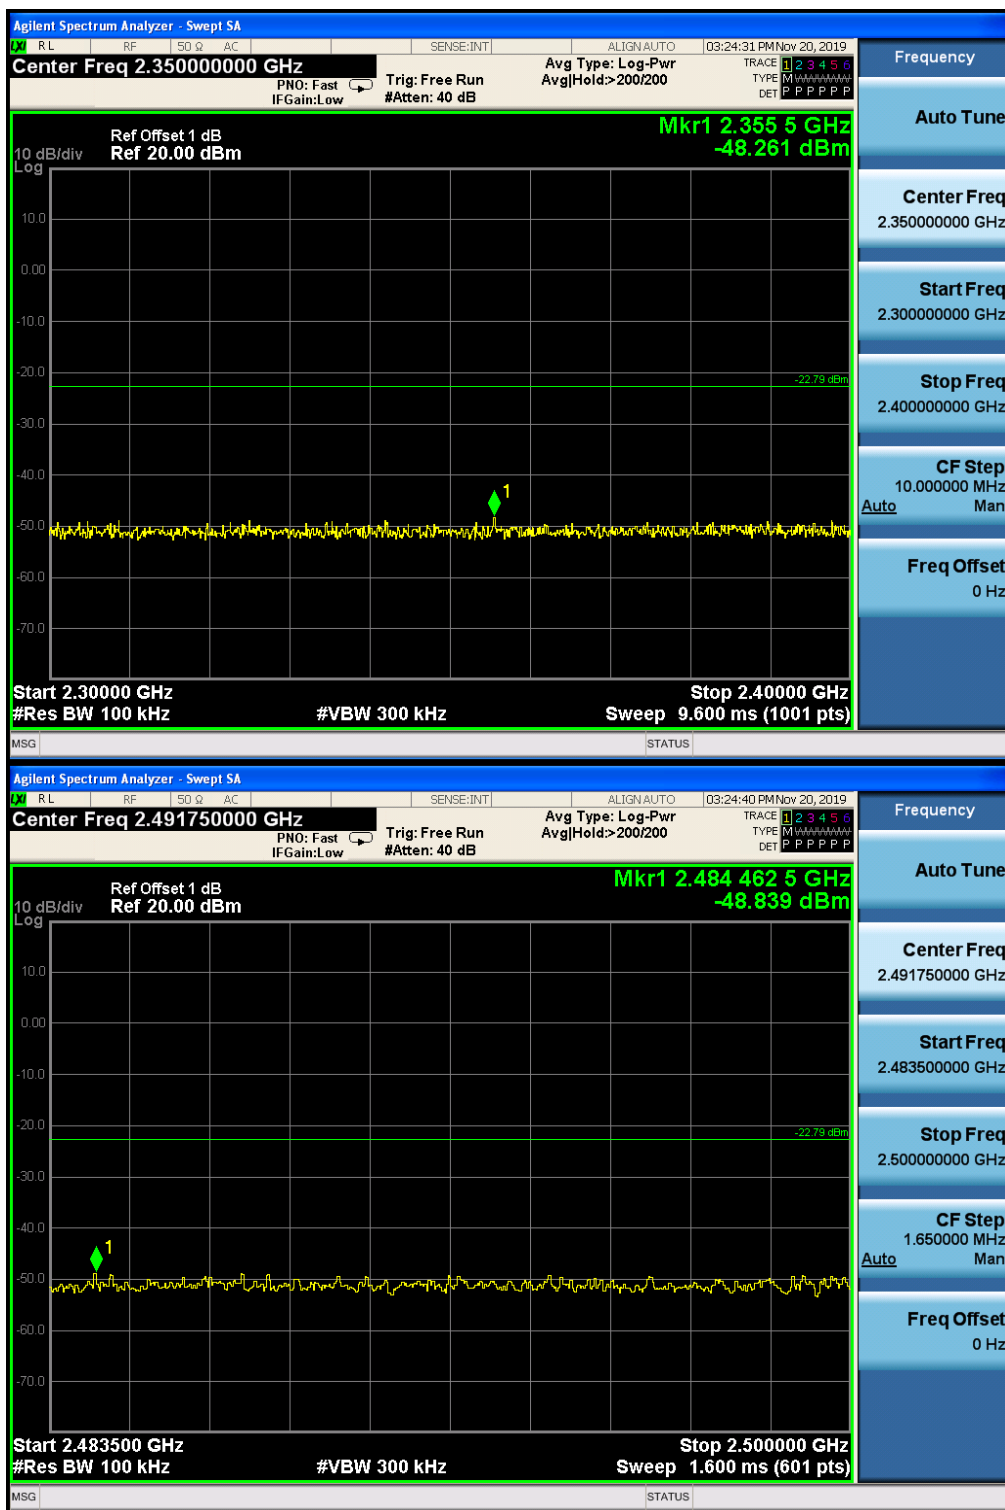 Agilent Spectrum Analyzer - Swept SA
LXI RL RF 50 Ω AC SENSE:INT ALIGN AUTO 03:24:31 PM Nov 20, 2019
Center Freq 2.350000000 GHz
PNO: Fast
IFGain:Low
Trig: Free Run
#Atten: 40 dB
Avg Type: Log-Pwr
Avg|Hold:>200/200
TRACE 1 2 3 4 5 6
TYPE M WWWWW
DET P P P P P P
Ref Offset 1 dB
10 dB/div Ref 20.00 dBm
Log
Mkr1 2.355 5 GHz
-48.261 dBm
10.0
0.00
-10.0
-20.0
-22.79 dBm
-30.0
-40.0
1
-50.0
-60.0
-70.0
Start 2.30000 GHz Stop 2.40000 GHz
#Res BW 100 kHz #VBW 300 kHz Sweep 9.600 ms (1001 pts)
MSG STATUS
Frequency
Auto Tune
Center Freq
2.350000000 GHz
Start Freq
2.300000000 GHz
Stop Freq
2.400000000 GHz
CF Step
10.000000 MHz
Auto Man
Freq Offset
0 Hz
Agilent Spectrum Analyzer - Swept SA
LXI RL RF 50 Ω AC SENSE:INT ALIGN AUTO 03:24:40 PM Nov 20, 2019
Center Freq 2.491750000 GHz
PNO: Fast
IFGain:Low
Trig: Free Run
#Atten: 40 dB
Avg Type: Log-Pwr
Avg|Hold:>200/200
TRACE 1 2 3 4 5 6
TYPE M WWWWW
DET P P P P P P
Ref Offset 1 dB
10 dB/div Ref 20.00 dBm
Log
Mkr1 2.484 462 5 GHz
-48.839 dBm
10.0
0.00
-10.0
-20.0
-22.79 dBm
-30.0
-40.0
1
-50.0
-60.0
-70.0
Start 2.483500 GHz Stop 2.500000 GHz
#Res BW 100 kHz #VBW 300 kHz Sweep 1.600 ms (601 pts)
MSG STATUS
Frequency
Auto Tune
Center Freq
2.491750000 GHz
Start Freq
2.483500000 GHz
Stop Freq
2.500000000 GHz
CF Step
1.650000 MHz
Auto Man
Freq Offset
0 Hz